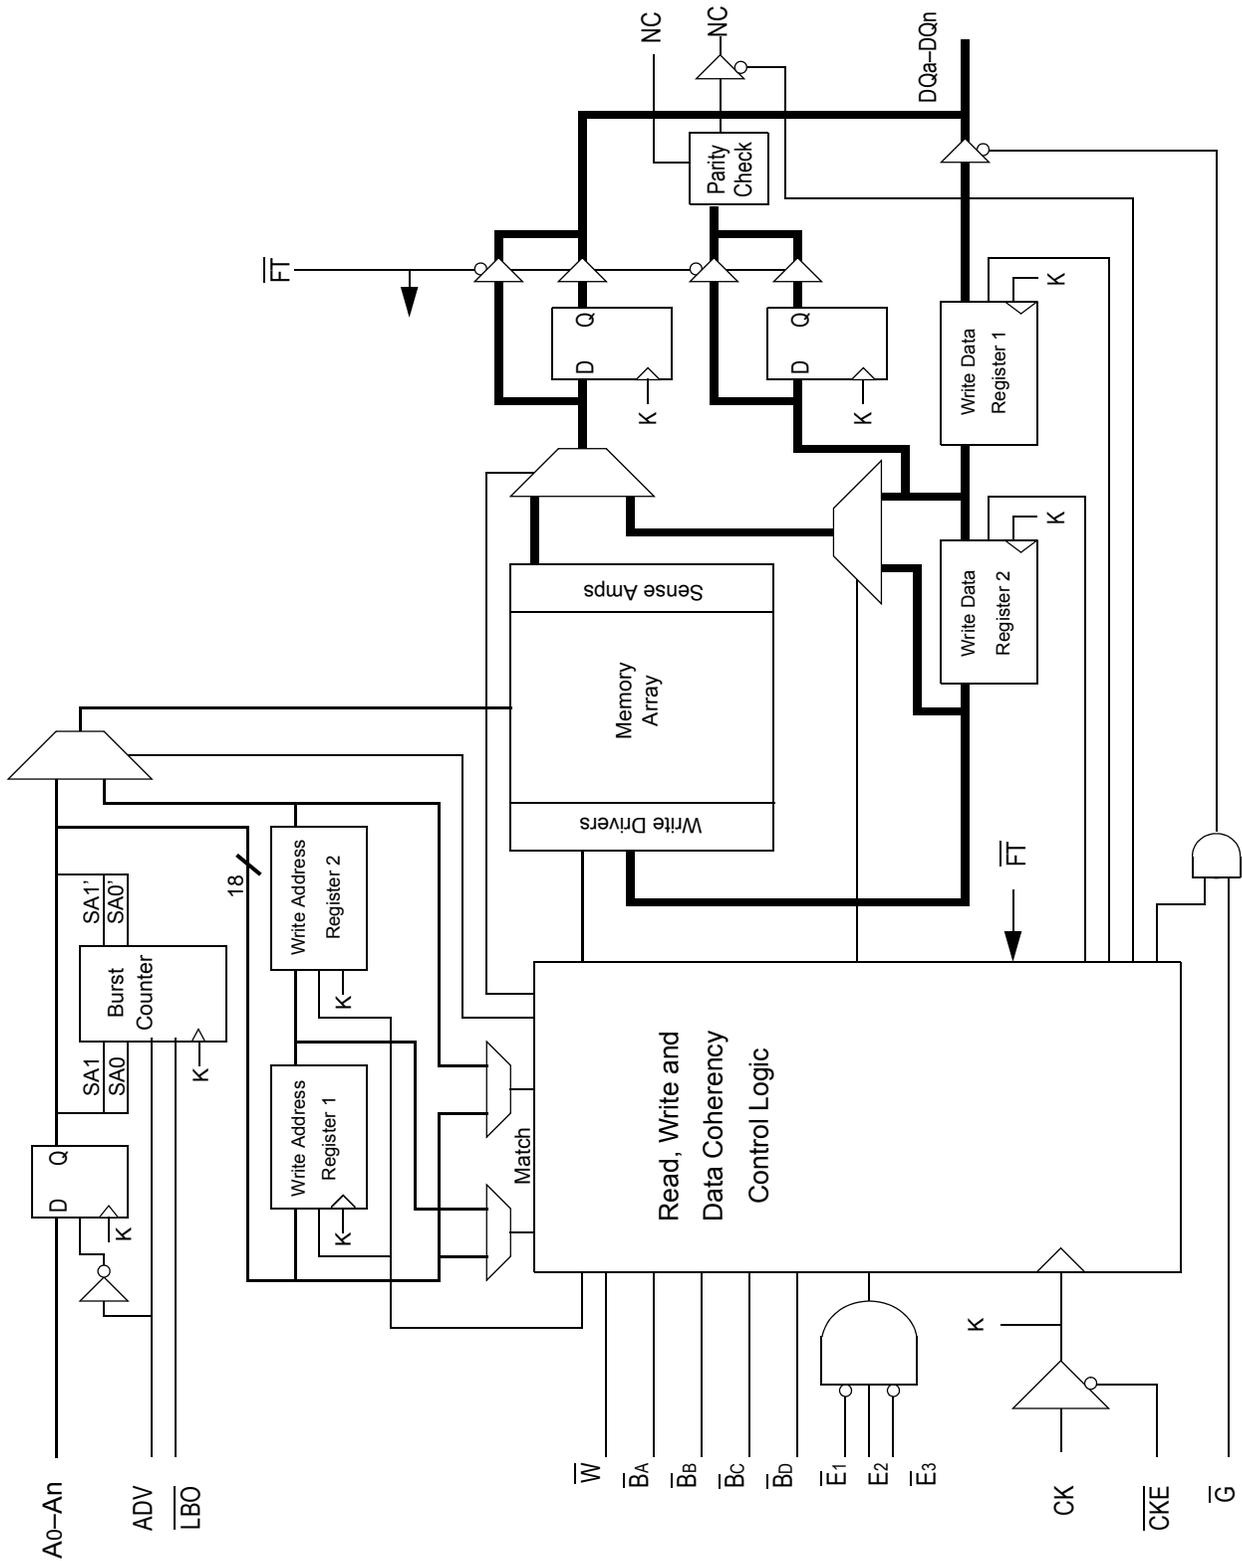 A0–An
ADV
LBO
D Q
K
SA1
SA0
Burst
Counter
SA1'
SA0'
K
18
Write Address
Register 1
K
Write Address
Register 2
K
Match
Write Drivers
Memory
Array
Sense Amps
FT
D Q
K
D Q
K
NC
NC
Parity
Check
DQa–DQn
Write Data
Register 1
K
Write Data
Register 2
K
FT
Read, Write and
Data Coherency
Control Logic
W
BA
BB
BC
BD
E1
E2
E3
K
CK
CKE
G